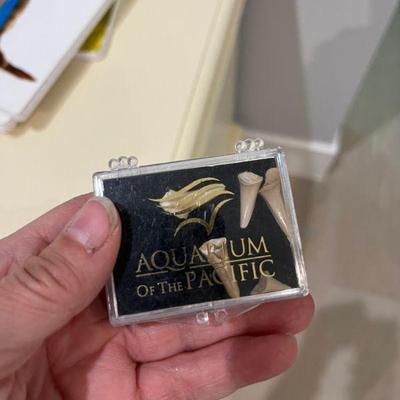 AQUARIUM
OF THE PACIFIC